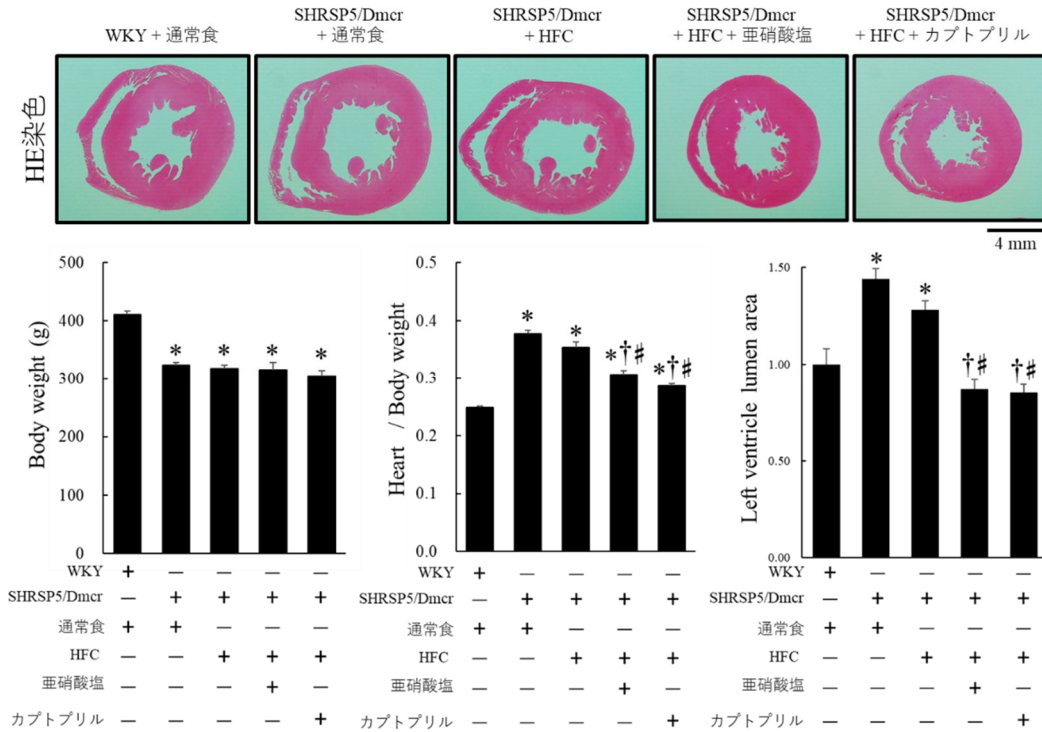 WKY + 通常食
SHRSP5/Dmcr
+ 通常食
SHRSP5/Dmcr
+ HFC
SHRSP5/Dmcr
+ HFC + 亜硝酸塩
SHRSP5/Dmcr
+ HFC + カプトプリル
HE染色
4 mm
Body weight (g)
500
400
300
200
100
0
* * * *
WKY + — — — —
SHRSP5/Dmcr — + + + +
通常食 + + — — —
HFC — — + + +
亜硝酸塩 — — — + —
カプトプリル — — — — +
Heart / Body weight
0.5
0.4
0.3
0.2
0.1
0.0
* * *†# *†#
WKY + — — — —
SHRSP5/Dmcr — + + + +
通常食 + + — — —
HFC — — + + +
亜硝酸塩 — — — + —
カプトプリル — — — — +
Left ventricle lumen area
1.50
1.00
0.50
0.00
* * †# †#
WKY + — — — —
SHRSP5/Dmcr — + + + +
通常食 + + — — —
HFC — — + + +
亜硝酸塩 — — — + —
カプトプリル — — — — +